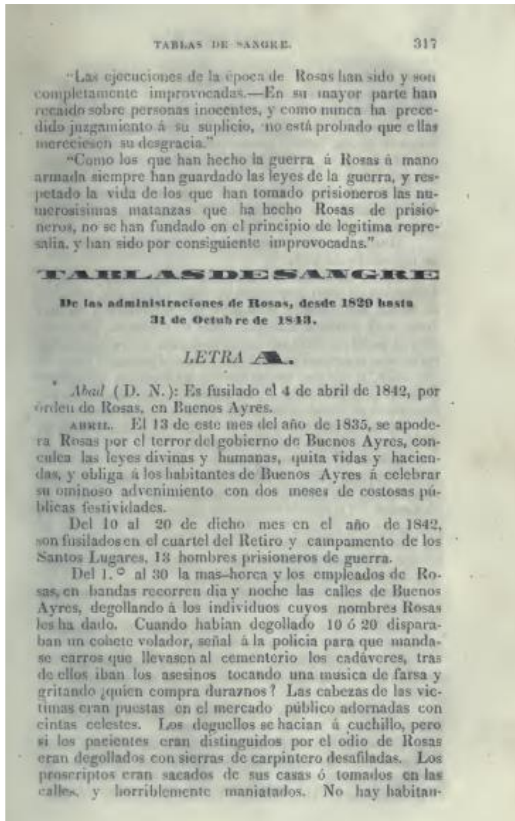 TABLAS DE SANGRE. 317
"Las ejecuciones de la época de Rosas han sido y son
completamente improvocadas.—En su mayor parte han
recaido sobre personas inocentes, y como nunca ha prece-
dido juzgamiento á su suplicio, no está probado que ellas
mereciesen su desgracia."
"Como los que han hecho la guerra á Rosas á mano
armada siempre han guardado las leyes de la guerra, y res-
petado la vida de los que han tomado prisioneros las nu-
merosisimas matanzas que ha hecho Rosas de prisio-
neros, no se han fundado en el principio de legitima repre-
salia, y han sido por consiguiente improvocadas."
TABLAS DE SANGRE
De las administraciones de Rosas, desde 1829 hasta
31 de Octubre de 1843.
LETRA A.
Abad ( D. N.): Es fusilado el 4 de abril de 1842, por
órden de Rosas, en Buenos Ayres.
ABRIL. El 13 de este mes del año de 1835, se apode-
ra Rosas por el terror del gobierno de Buenos Ayres, con-
culca las leyes divinas y humanas, quita vidas y hacien-
das, y obliga á los habitantes de Buenos Ayres á celebrar
su ominoso advenimiento con dos meses de costosas pú-
blicas festividades.
Del 10 al 20 de dicho mes en el año de 1842,
son fusilados en el cuartel del Retiro y campamento de los
Santos Lugares, 13 hombres prisioneros de guerra.
Del 1.° al 30 la mas-horca y los empleados de Ro-
sas, en bandas recorren dia y noche las calles de Buenos
Ayres, degollando á los individuos cuyos nombres Rosas
les ha dado. Cuando habian degollado 10 ó 20 dispara-
ban un cohete volador, señal á la policia para que manda-
se carros que llevasen al cementerio los cadáveres, tras
de ellos iban los asesinos tocando una musica de farsa y
gritando ¿quien compra duraznos? Las cabezas de las vic-
timas eran puestas en el mercado público adornadas con
cintas celestes. Los deguellos se hacian á cuchillo, pero
si los pacientes eran distinguidos por el odio de Rosas
eran degollados con sierras de carpintero desafiladas. Los
proscriptos eran sacados de sus casas ó tomados en las
calles, y horriblemente maniatados. No hay habitan-